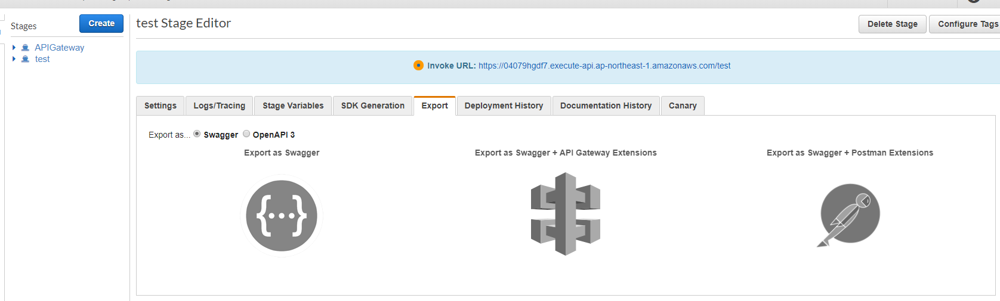 Stages
Create
APIGateway
test
test Stage Editor
Delete Stage
Configure Tags
Invoke URL: https://04079hgdf7.execute-api.ap-northeast-1.amazonaws.com/test
Settings
Logs/Tracing
Stage Variables
SDK Generation
Export
Deployment History
Documentation History
Canary
Export as... Swagger OpenAPI 3
Export as Swagger
Export as Swagger + API Gateway Extensions
Export as Swagger + Postman Extensions